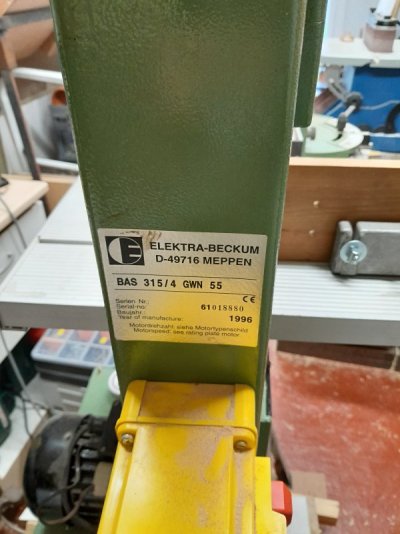 ELEKTRA-BECKUM
D-49716 MEPPEN
BAS 315/4 GWN 55
CE
Serien Nr.
Serial-no: 61018880
Baujahr:
Year of manufacture: 1996
Motordrehzahl: siehe Motortypenschild
Motorspeed: see rating plate motor